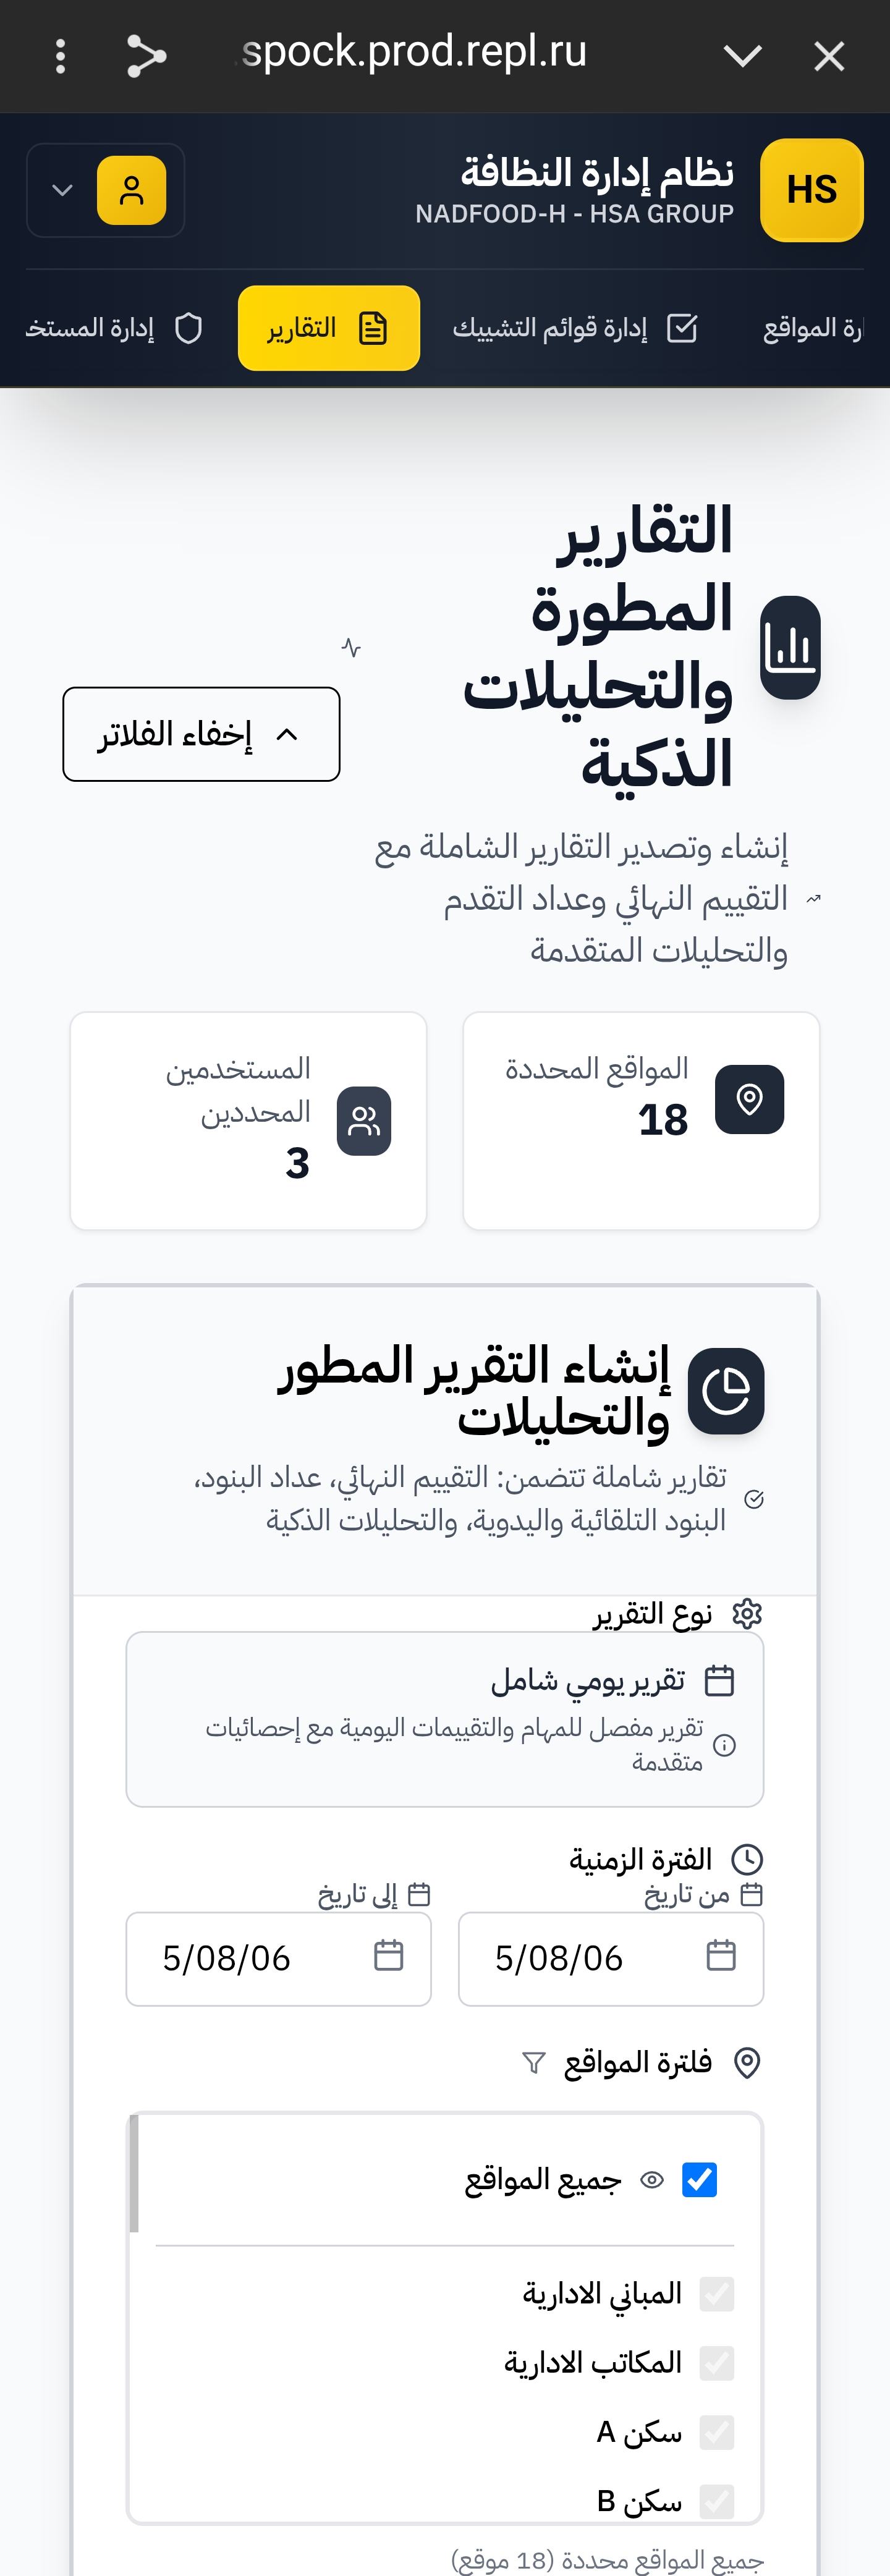 .spock.prod.repl.ru
نظام إدارة النظافة
HS
NADFOOD-H - HSA GROUP
رة المواقع
إدارة قوائم التشييك
التقارير
إدارة المستخ
التقارير
المطورة
والتحليلات
الذكية
إخفاء الفلاتر
إنشاء وتصدير التقارير الشاملة مع
التقييم النهائي وعداد التقدم
والتحليلات المتقدمة
المواقع المحددة
18
المستخدمين
المحددين
3
إنشاء التقرير المطور
والتحليلات
تقارير شاملة تتضمن: التقييم النهائي، عداد البنود،
البنود التلقائية واليدوية، والتحليلات الذكية
نوع التقرير
تقرير يومي شامل
تقرير مفصل للمهام والتقييمات اليومية مع إحصائيات
متقدمة
الفترة الزمنية
من تاريخ
إلى تاريخ
5/08/06
5/08/06
فلترة المواقع
جميع المواقع
المباني الادارية
المكاتب الادارية
سكن A
سكن B
جميع المواقع محددة (18 موقع)